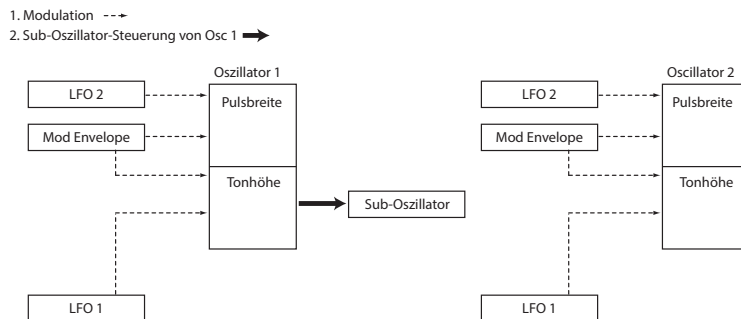 1. Modulation
2. Sub-Oszillator-Steuerung von Osc 1
Oszillator 1
LFO 2
Pulsbreite
Mod Envelope
Tonhöhe
Sub-Oszillator
LFO 1
Oscillator 2
LFO 2
Pulsbreite
Mod Envelope
Tonhöhe
LFO 1